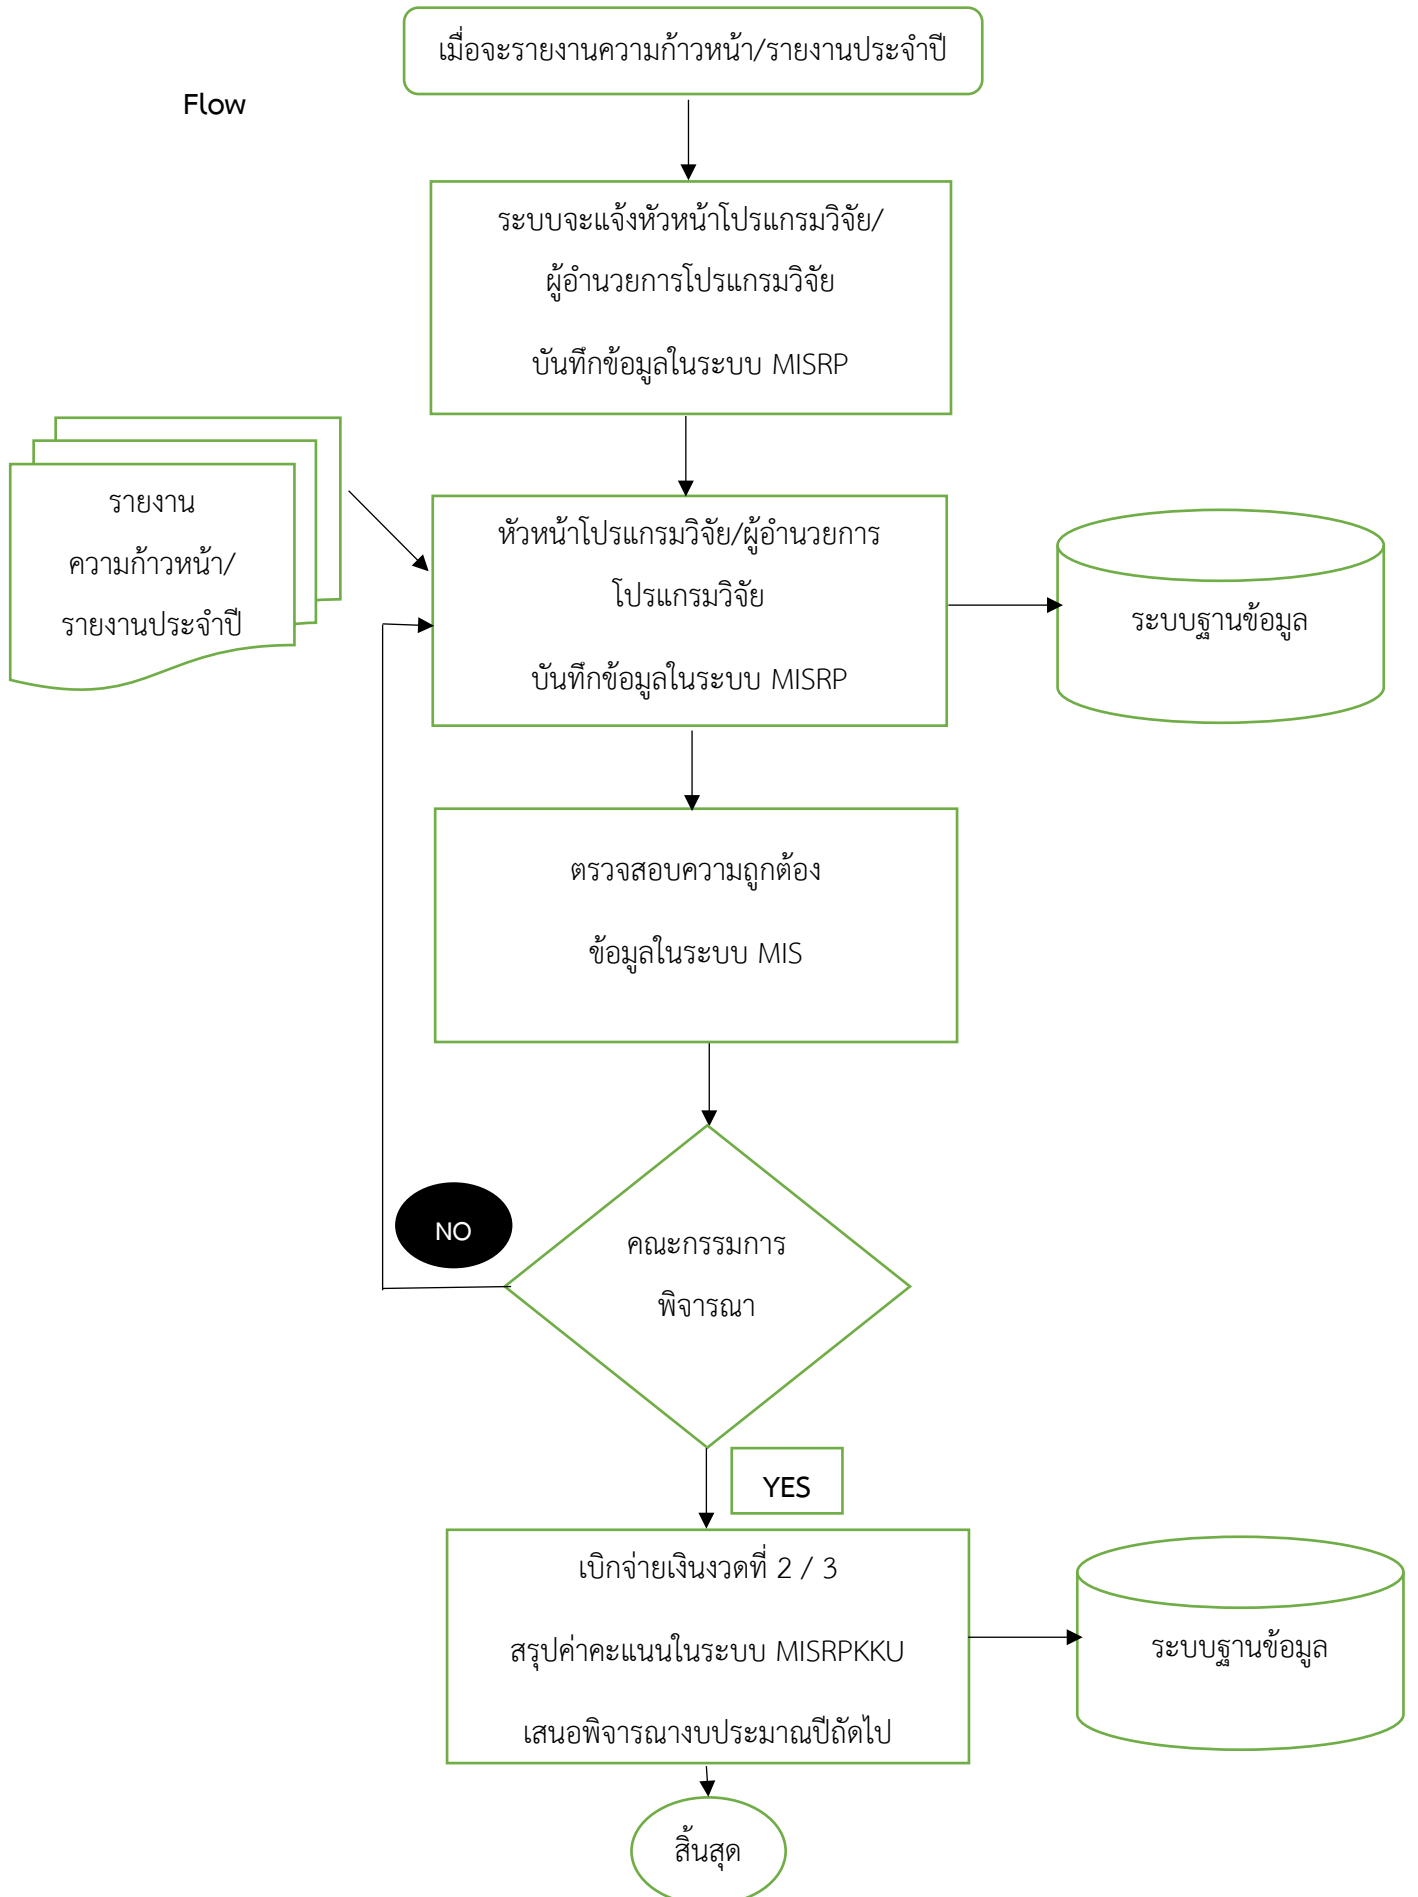 เมื่อจะรายงานความก้าวหน้า/รายงานประจำปี
Flow
ระบบจะแจ้งหัวหน้าโปรแกรมวิจัย/
ผู้อำนวยการโปรแกรมวิจัย
บันทึกข้อมูลในระบบ MISRP
รายงาน
ความก้าวหน้า/
รายงานประจำปี
หัวหน้าโปรแกรมวิจัย/ผู้อำนวยการ
โปรแกรมวิจัย
บันทึกข้อมูลในระบบ MISRP
ระบบฐานข้อมูล
ตรวจสอบความถูกต้อง
ข้อมูลในระบบ MIS
NO
คณะกรรมการ
พิจารณา
YES
เบิกจ่ายเงินงวดที่ 2 / 3
สรุปค่าคะแนนในระบบ MISRPKKU
เสนอพิจารณางบประมาณปีถัดไป
ระบบฐานข้อมูล
สิ้นสุด